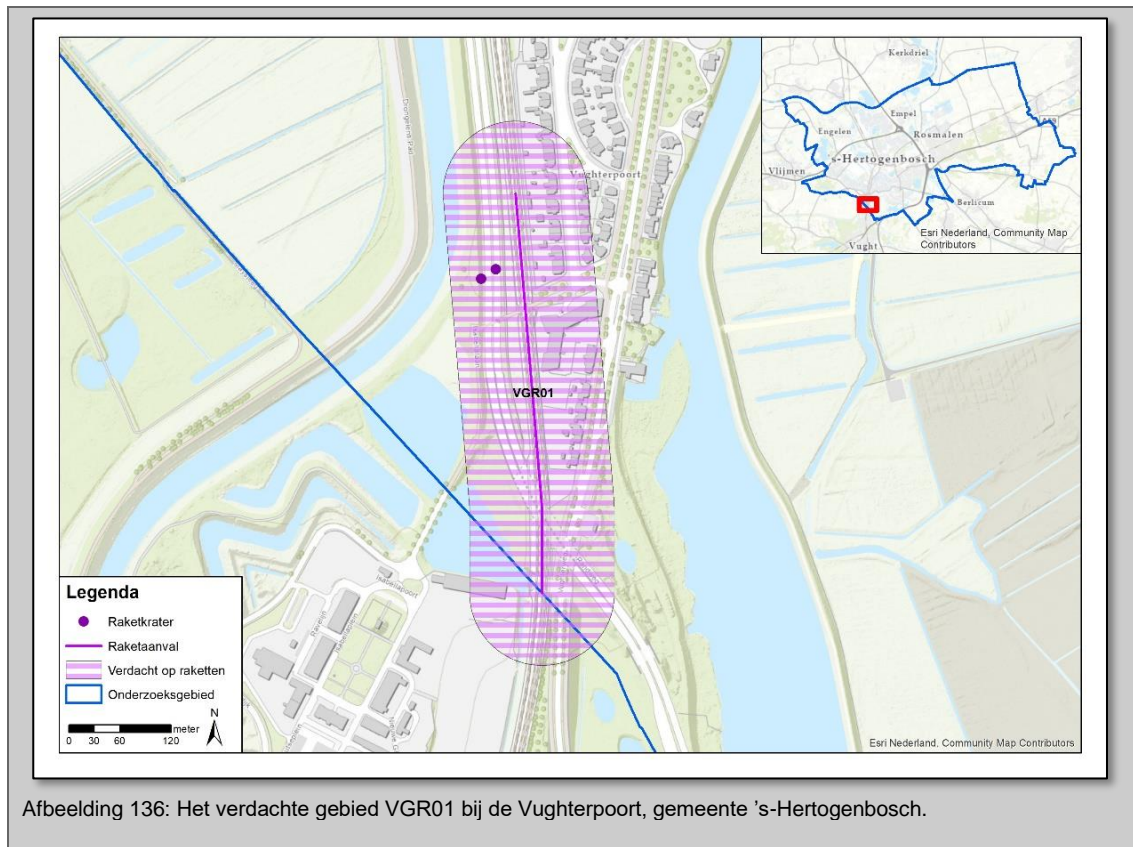 Kerkdriel
Empel
Engelen
Rosmalen
's-Hertogenbosch
Vlijmen
Berlicum
Vught
Esri Nederland, Community Map
Contributors
Vughterpoort
VGR01
Isabellapoort
Ravelijn
Legenda
Raketkrater
Raketaanval
Verdacht op raketten
Onderzoeksgebied
meter
0 30 60 120
N
Esri Nederland, Community Map Contributors
Afbeelding 136: Het verdachte gebied VGR01 bij de Vughterpoort, gemeente 's-Hertogenbosch.